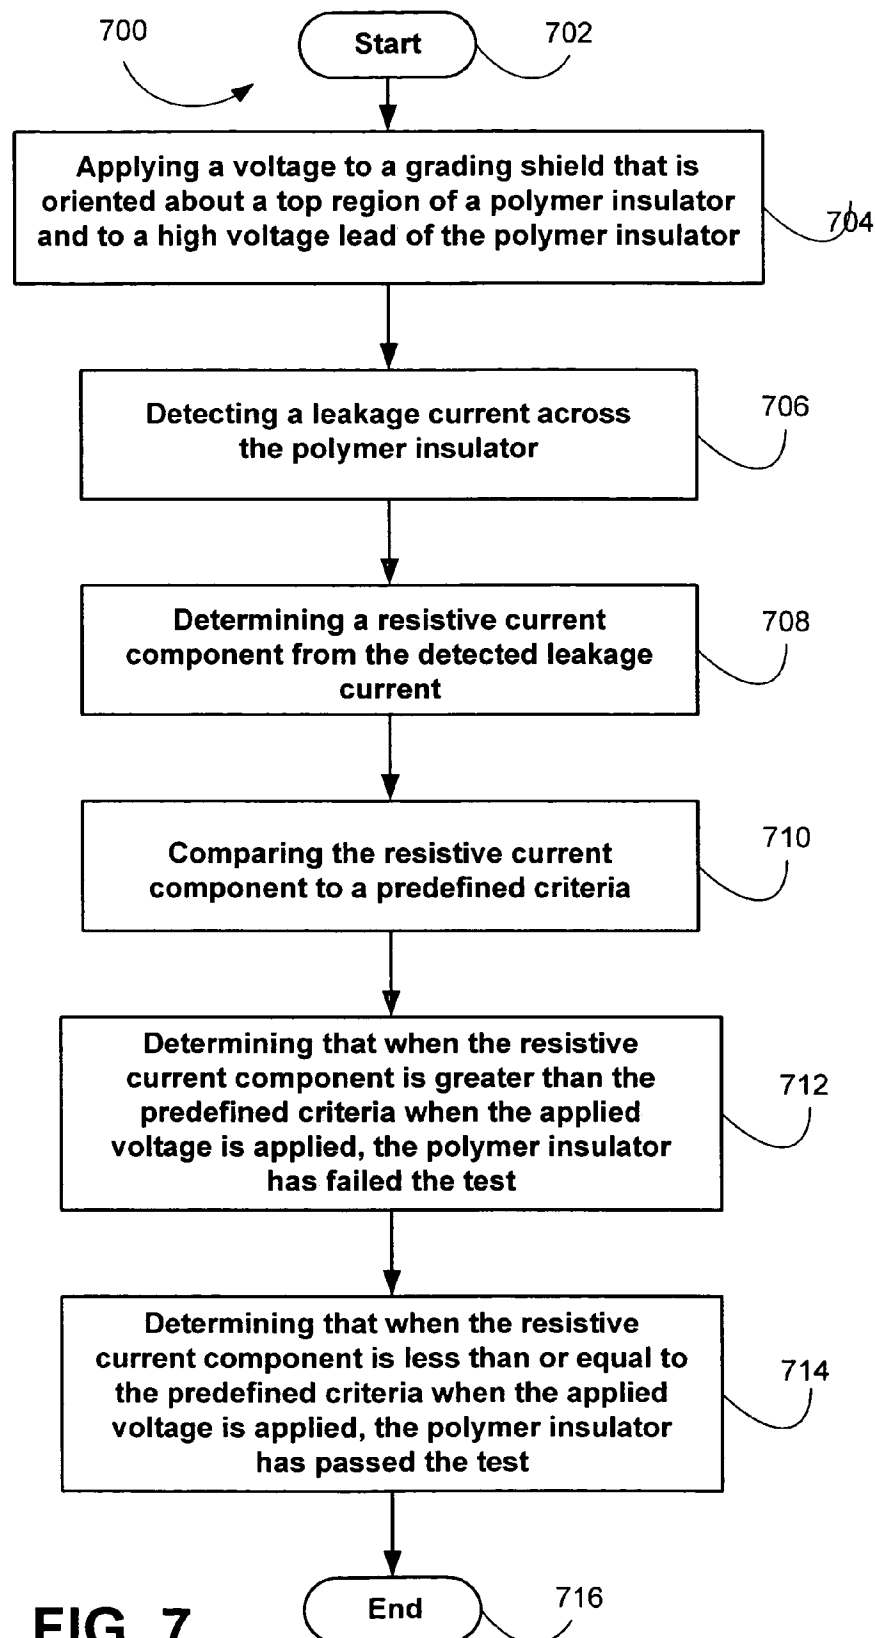 700
Start
702
Applying a voltage to a grading shield that is
oriented about a top region of a polymer insulator
and to a high voltage lead of the polymer insulator
704
Detecting a leakage current across
the polymer insulator
706
Determining a resistive current
component from the detected leakage
current
708
Comparing the resistive current
component to a predefined criteria
710
Determining that when the resistive
current component is greater than the
predefined criteria when the applied
voltage is applied, the polymer insulator
has failed the test
712
Determining that when the resistive
current component is less than or equal to
the predefined criteria when the applied
voltage is applied, the polymer insulator
has passed the test
714
End
716
FIG. 7